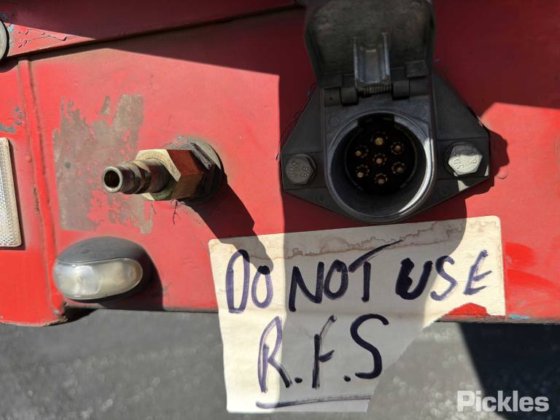 DO NOT USE
R.F.S
Pickles